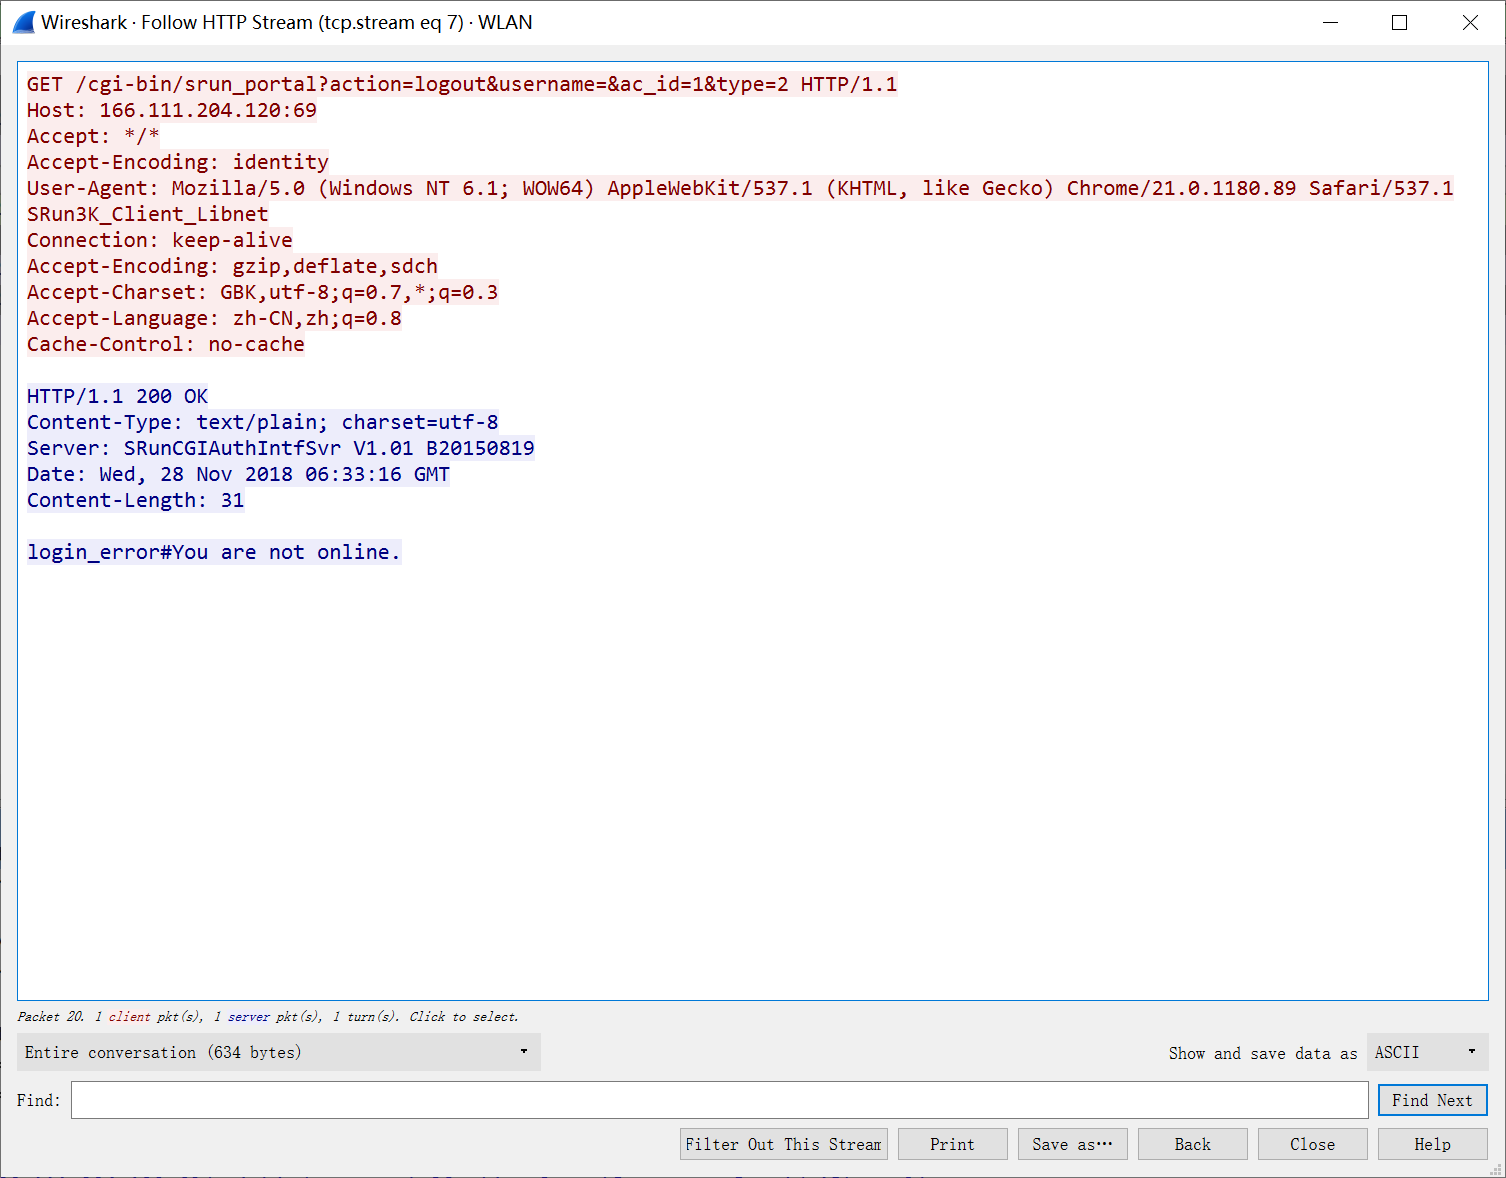 Wireshark · Follow HTTP Stream (tcp.stream eq 7) · WLAN
GET /cgi-bin/srun_portal?action=logout&username=&ac_id=1&type=2 HTTP/1.1
Host: 166.111.204.120:69
Accept: */*
Accept-Encoding: identity
User-Agent: Mozilla/5.0 (Windows NT 6.1; WOW64) AppleWebKit/537.1 (KHTML, like Gecko) Chrome/21.0.1180.89 Safari/537.1
SRun3K_Client_Libnet
Connection: keep-alive
Accept-Encoding: gzip,deflate,sdch
Accept-Charset: GBK,utf-8;q=0.7,*;q=0.3
Accept-Language: zh-CN,zh;q=0.8
Cache-Control: no-cache
HTTP/1.1 200 OK
Content-Type: text/plain; charset=utf-8
Server: SRunCGIAuthIntfSvr V1.01 B20150819
Date: Wed, 28 Nov 2018 06:33:16 GMT
Content-Length: 31
login_error#You are not online.
Packet 20. 1 client pkt(s), 1 server pkt(s), 1 turn(s). Click to select.
Entire conversation (634 bytes)
Show and save data as ASCII
Find:
Find Next
Filter Out This Stream Print Save as… Back Close Help